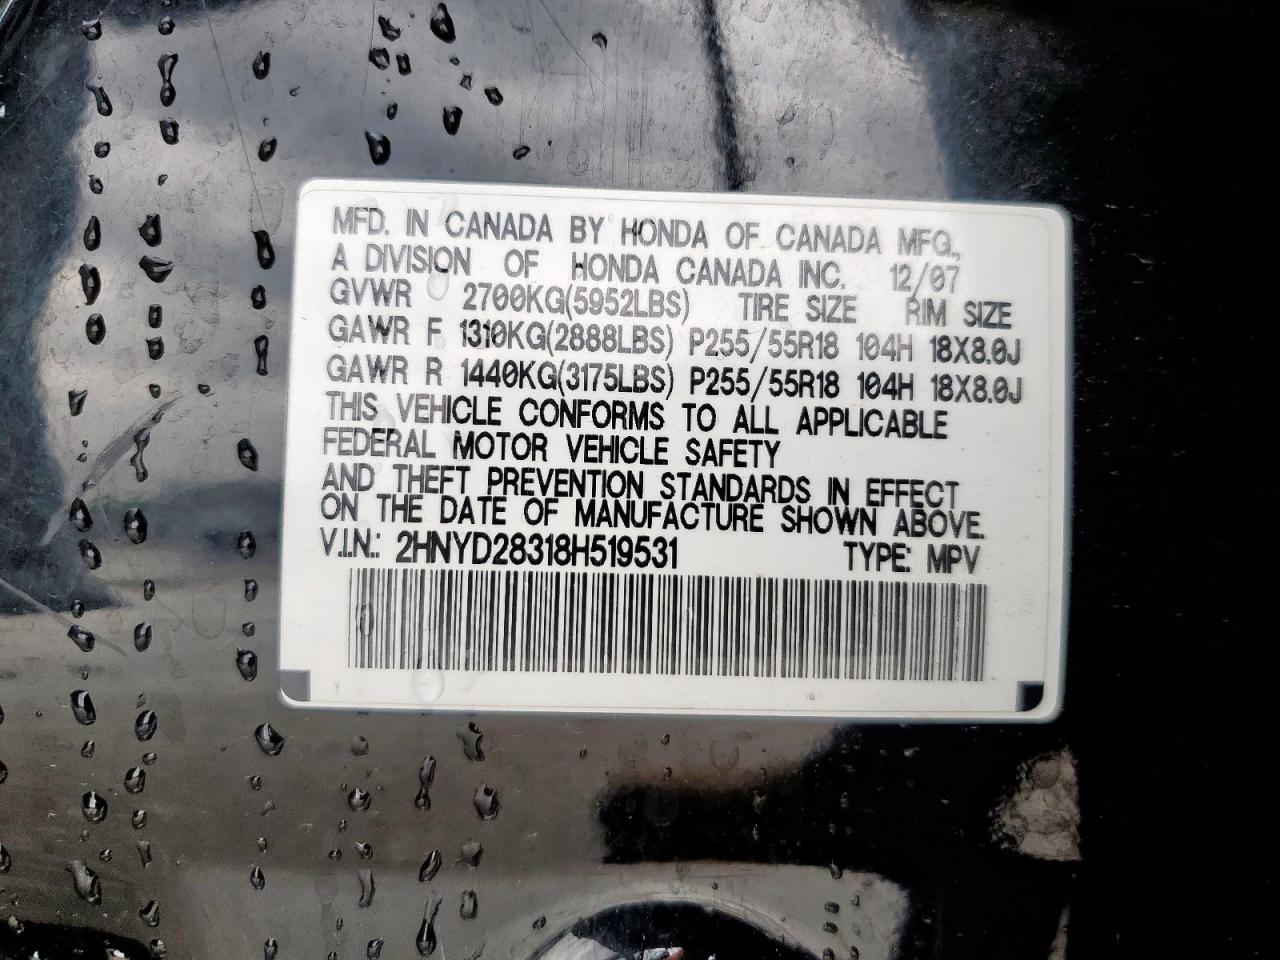 MFD. IN CANADA BY HONDA OF CANADA MFG.,
A DIVISION OF HONDA CANADA INC. 12/07
GVWR 2700KG(5952LBS) TIRE SIZE RIM SIZE
GAWR F 1310KG(2888LBS) P255/55R18 104H 18X8.0J
GAWR R 1440KG(3175LBS) P255/55R18 104H 18X8.0J
THIS VEHICLE CONFORMS TO ALL APPLICABLE
FEDERAL MOTOR VEHICLE SAFETY
AND THEFT PREVENTION STANDARDS IN EFFECT
ON THE DATE OF MANUFACTURE SHOWN ABOVE.
V.I.N.: 2HNYD28318H519531 TYPE: MPV